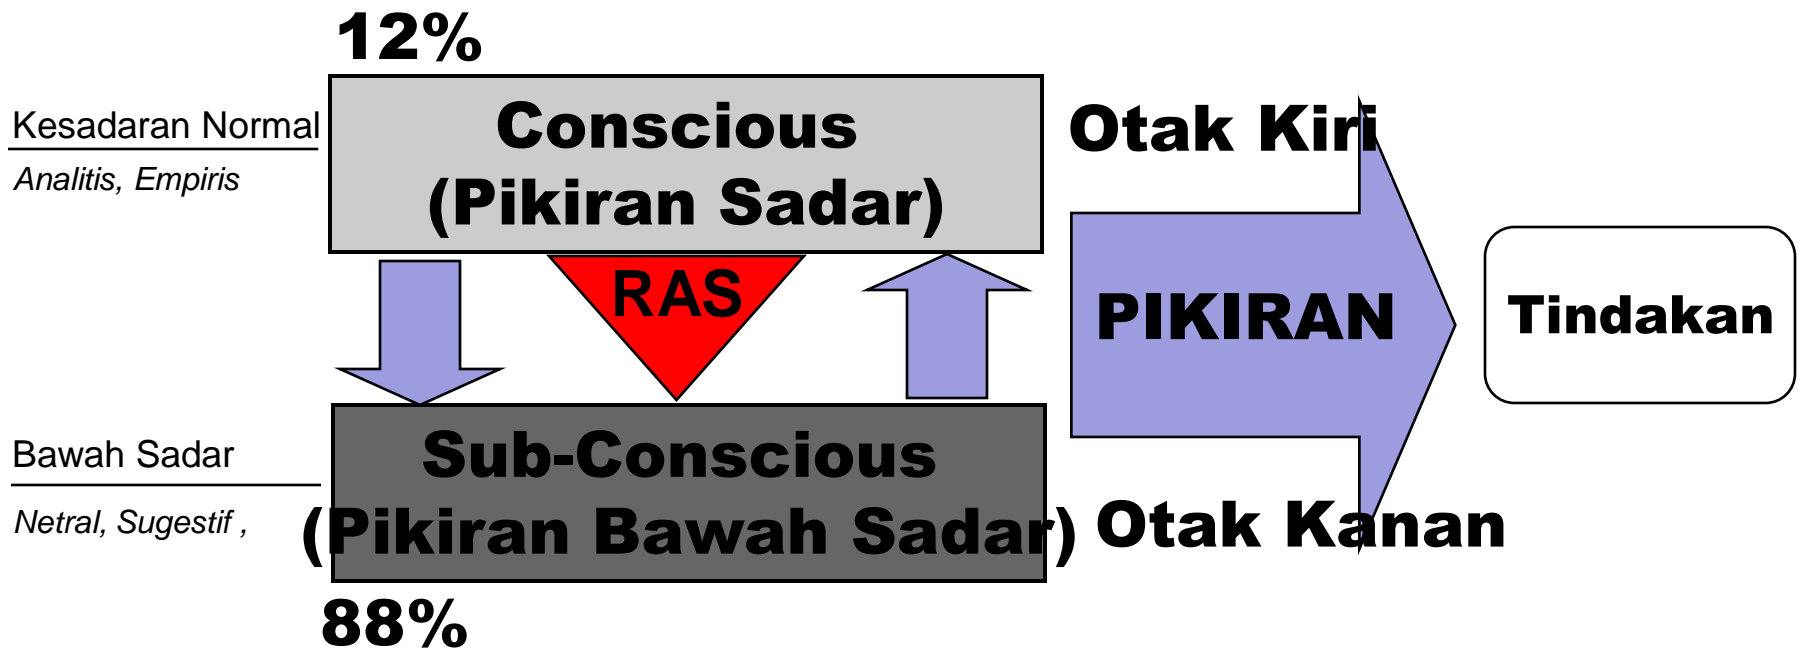 12%
Kesadaran Normal
Analitis, Empiris
Conscious
(Pikiran Sadar)
Otak Kiri
RAS
PIKIRAN
Tindakan
Bawah Sadar
Netral, Sugestif ,
Sub-Conscious
(Pikiran Bawah Sadar)
Otak Kanan
88%